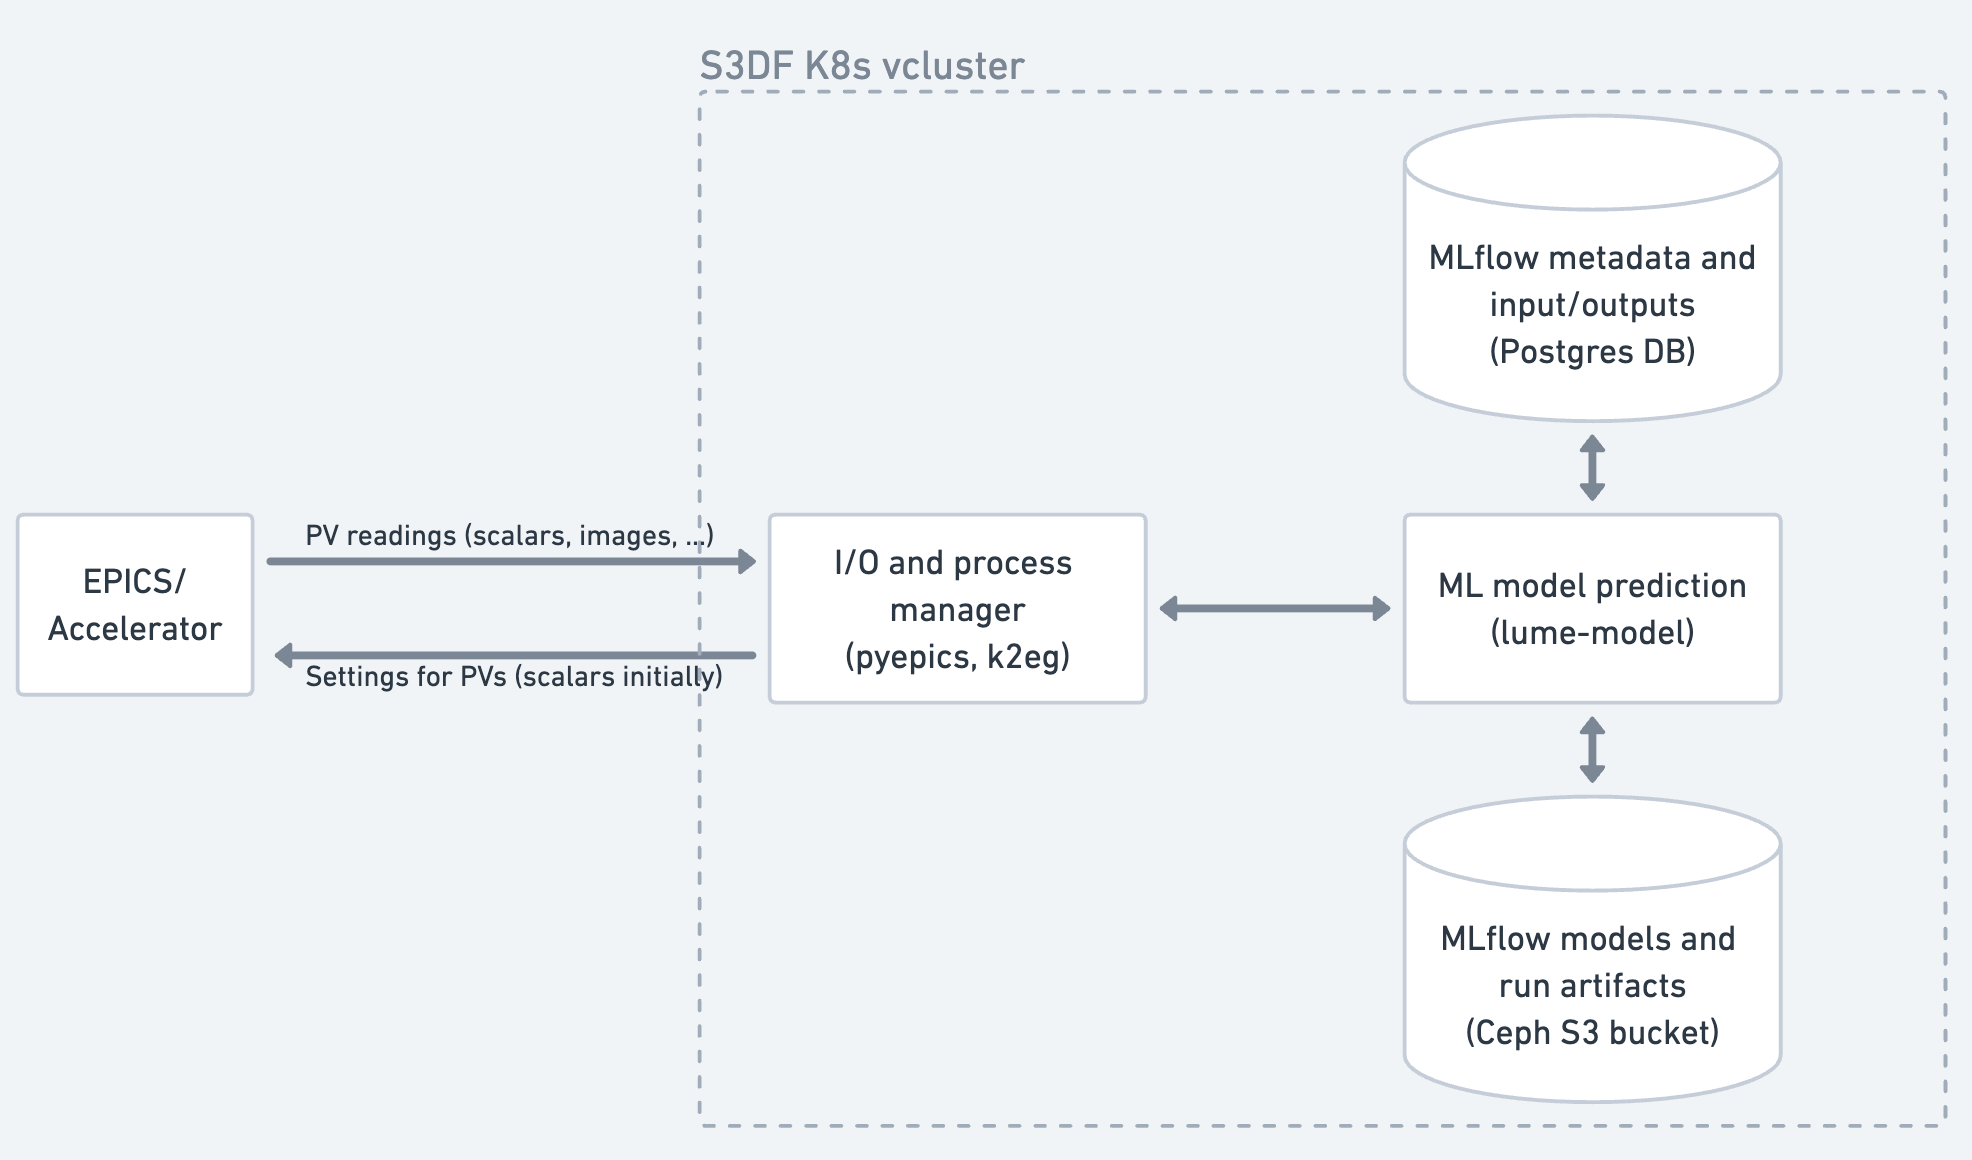 S3DF K8s vcluster
MLflow metadata and
input/outputs
(Postgres DB)
EPICS/
Accelerator
PV readings (scalars, images, ...)
Settings for PVs (scalars initially)
I/O and process
manager
(pyepics, k2eg)
ML model prediction
(lume-model)
MLflow models and
run artifacts
(Ceph S3 bucket)